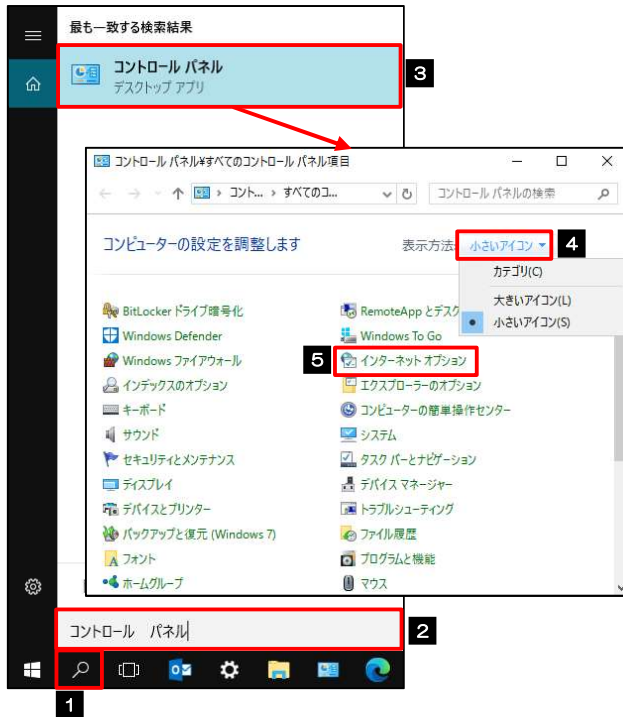 最も一致する検索結果
コントロール パネル
デスクトップ アプリ
3
コントロール パネル¥すべてのコントロール パネル項目
コント... › すべてのコ...
コントロール パネルの検索
コンピューターの設定を調整します
表示方法:
小さいアイコン
4
カテゴリ(C)
大きいアイコン(L)
小さいアイコン(S)
BitLocker ドライブ暗号化
RemoteApp とデスク
Windows Defender
Windows To Go
Windows ファイアウォール
5
インターネット オプション
インデックスのオプション
エクスプローラーのオプション
キーボード
コンピューターの簡単操作センター
サウンド
システム
セキュリティとメンテナンス
タスク バーとナビゲーション
ディスプレイ
デバイス マネージャー
デバイスとプリンター
トラブルシューティング
バックアップと復元 (Windows 7)
ファイル履歴
フォント
プログラムと機能
ホームグループ
マウス
コントロール　パネル
2
1